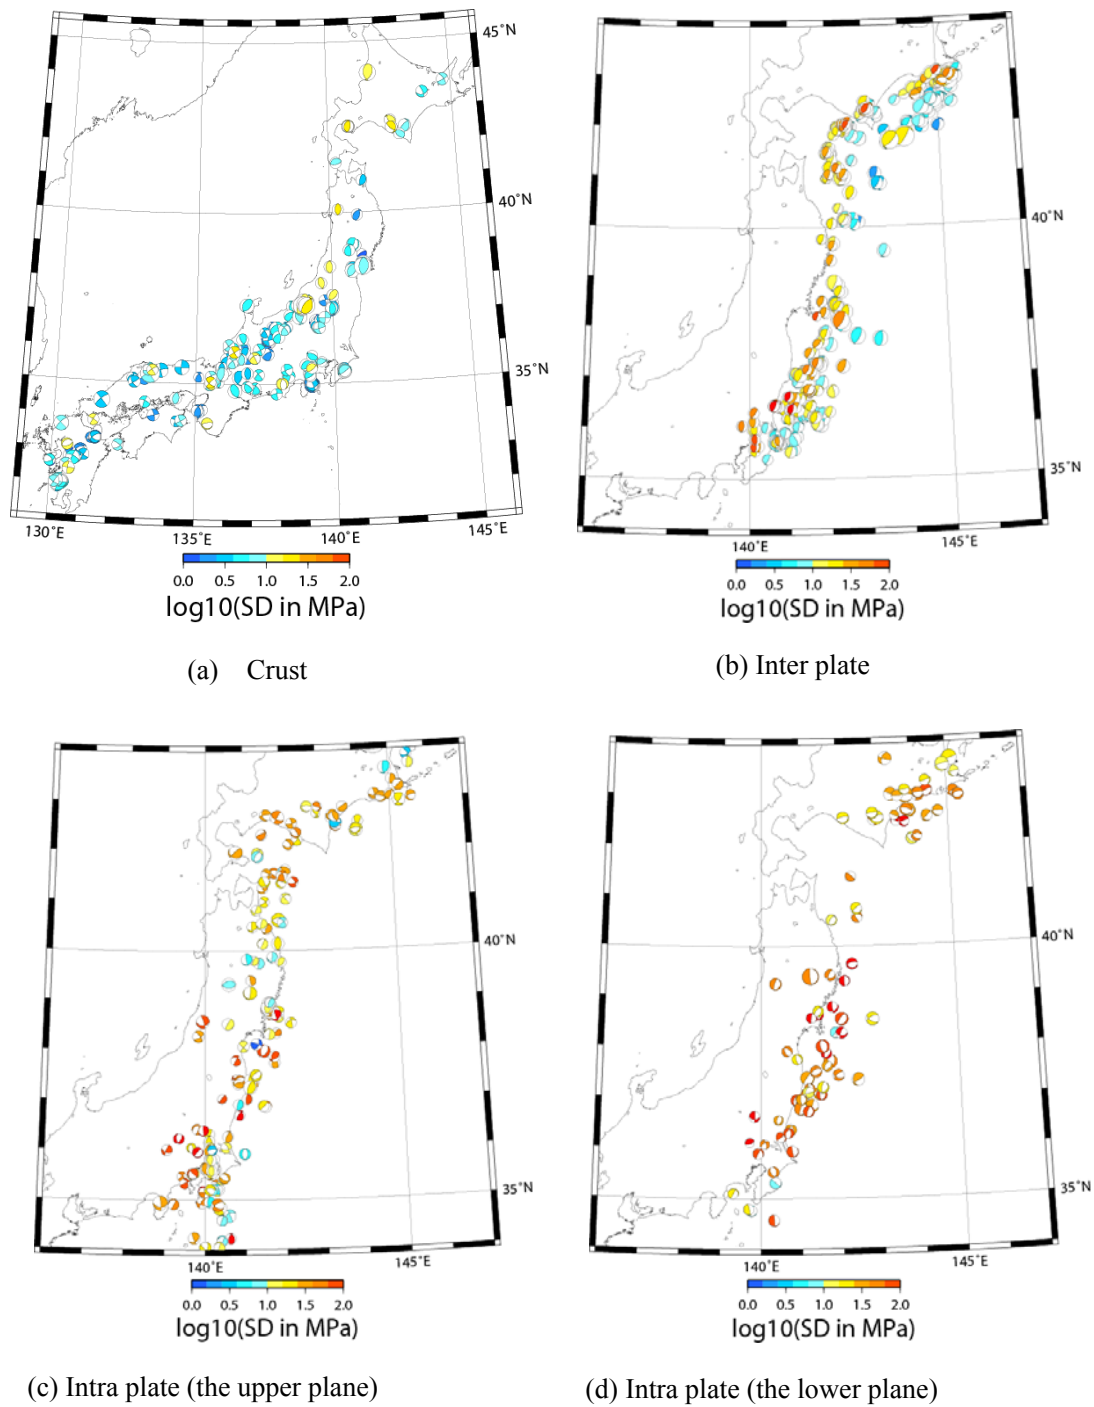 45˚N
40˚N
35˚N
130˚E 135˚E 140˚E 145˚E
0.0 0.5 1.0 1.5 2.0
log10(SD in MPa)
(a) Crust
40˚N
35˚N
140˚E 145˚E
0.0 0.5 1.0 1.5 2.0
log10(SD in MPa)
(b) Inter plate
40˚N
35˚N
140˚E 145˚E
0.0 0.5 1.0 1.5 2.0
log10(SD in MPa)
(c) Intra plate (the upper plane)
40˚N
35˚N
140˚E 145˚E
0.0 0.5 1.0 1.5 2.0
log10(SD in MPa)
(d) Intra plate (the lower plane)